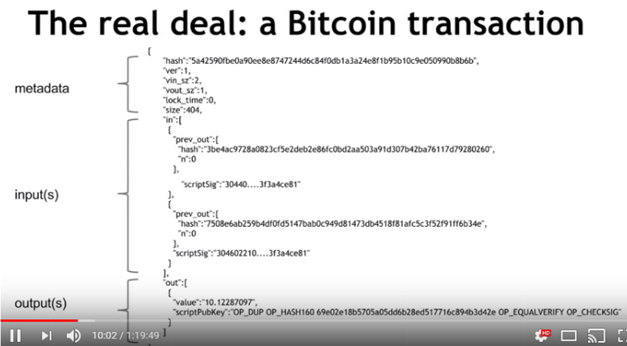 The real deal: a Bitcoin transaction
{
metadata
"hash":"5a42590fbe0a90ee8e8747244d6c84f0db1a3a24e8f1b95b10c9e050990b8b6b",
"ver":1,
"vin_sz":2,
"vout_sz":1,
"lock_time":0,
"size":404,
input(s)
"in":[
{
"prev_out":{
"hash":"3be4ac9728a0823cf5e2deb2e86fc0bd2aa503a91d307b42ba76117d79280260",
"n":0
},
"scriptSig":"30440....3f3a4ce81"
},
{
"prev_out":{
"hash":"7508e6ab259b4df0fd5147bab0c949d81473db4518f81afc5c3f52f91ff6b34e",
"n":0
},
"scriptSig":"304602210....3f3a4ce81"
}
],
output(s)
"out":[
{
"value":"10.12287097",
"scriptPubKey":"OP_DUP OP_HASH160 69e02e18b5705a05dd6b28ed517716c894b3d42e OP_EQUALVERIFY OP_CHECKSIG"
}
]
10:02 / 1:19:49
HD